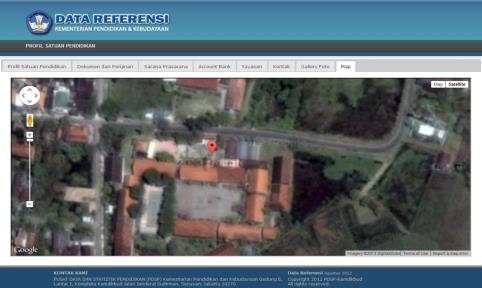 DATA REFERENSI
KEMENTERIAN PENDIDIKAN & KEBUDAYAAN
PROFIL SATUAN PENDIDIKAN
Profil Satuan Pendidikan Dokumen dan Perijinan Sarana Prasarana Account Bank Yayasan Kontak Gallery Foto Map
Map Satellite
Google
Imagery ©2013 DigitalGlobe Terms of Use Report a map error
KONTAK KAMI
PUSAT DATA DAN STATISTIK PENDIDIKAN (PDSP) Kementerian Pendidikan dan Kebudayaan Gedung E,
Lantai 1, Kompleks Kemdikbud Jalan Jenderal Sudirman, Senayan, Jakarta 10270
Data Referensi Agustus 2012
Copyright 2012 PDSP-Kemdikbud
All rights reserved.